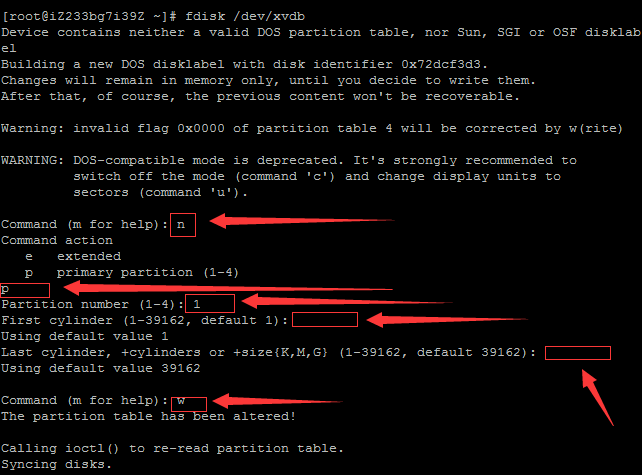 [root@iZ233bg7i39Z ~]# fdisk /dev/xvdb
Device contains neither a valid DOS partition table, nor Sun, SGI or OSF disklab
el
Building a new DOS disklabel with disk identifier 0x72dcf3d3.
Changes will remain in memory only, until you decide to write them.
After that, of course, the previous content won't be recoverable.

Warning: invalid flag 0x0000 of partition table 4 will be corrected by w(rite)

WARNING: DOS-compatible mode is deprecated. It's strongly recommended to
         switch off the mode (command 'c') and change display units to
         sectors (command 'u').

Command (m for help): n
Command action
   e   extended
   p   primary partition (1-4)
p
Partition number (1-4): 1
First cylinder (1-39162, default 1):
Using default value 1
Last cylinder, +cylinders or +size{K,M,G} (1-39162, default 39162):
Using default value 39162

Command (m for help): w
The partition table has been altered!

Calling ioctl() to re-read partition table.
Syncing disks.